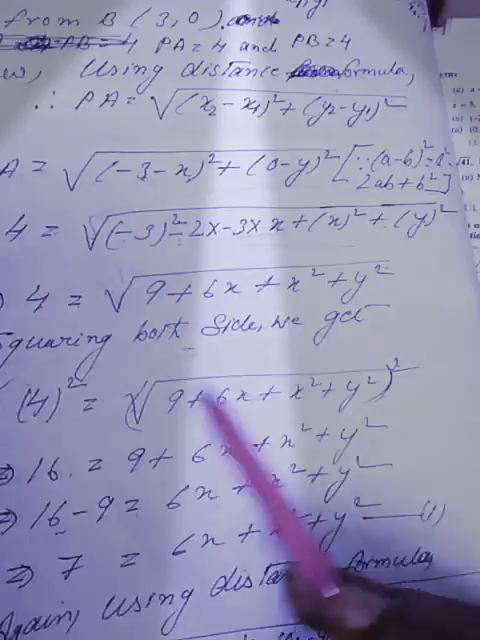 from B (3,0).
PA = 4 and PB = 4
Using distance formula,
∴ PA = √(x₂-x₁)²+(y₂-y₁)²
A = √(-3-x)²+(0-y)² [∵(a-b)²=a²-2ab+b²]
4 = √(-3)²-2x-3×x+(x)²+(y)²
4 = √9+6x+x²+y²
squaring both Side, we get
(4)² = (√9+6x+x²+y²)²
⇒ 16 = 9+6x+x²+y²
⇒ 16-9 = 6x+x²+y²
⇒ 7 = 6x+x²+y² —(1)
Again, using formula,